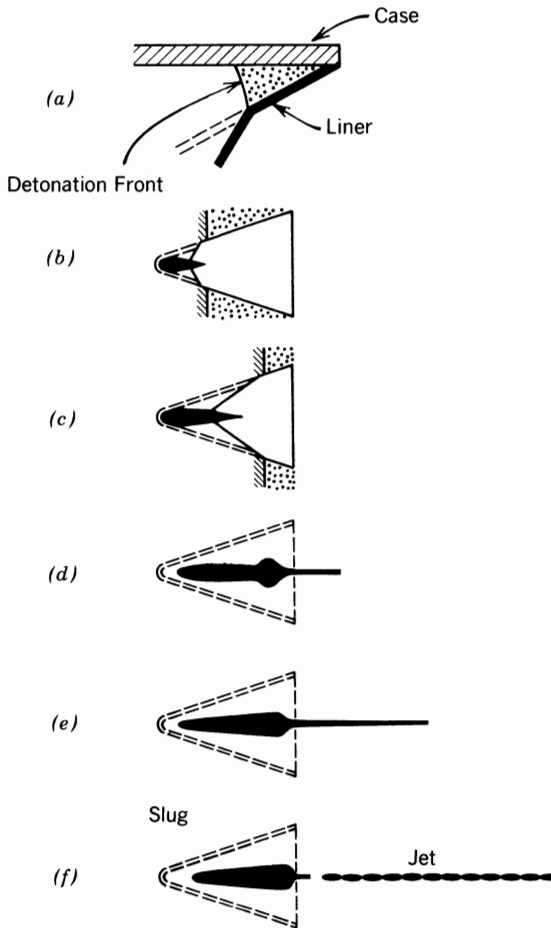 Case
(a)
Liner
Detonation Front
(b)
(c)
(d)
(e)
Slug
Jet
(f)